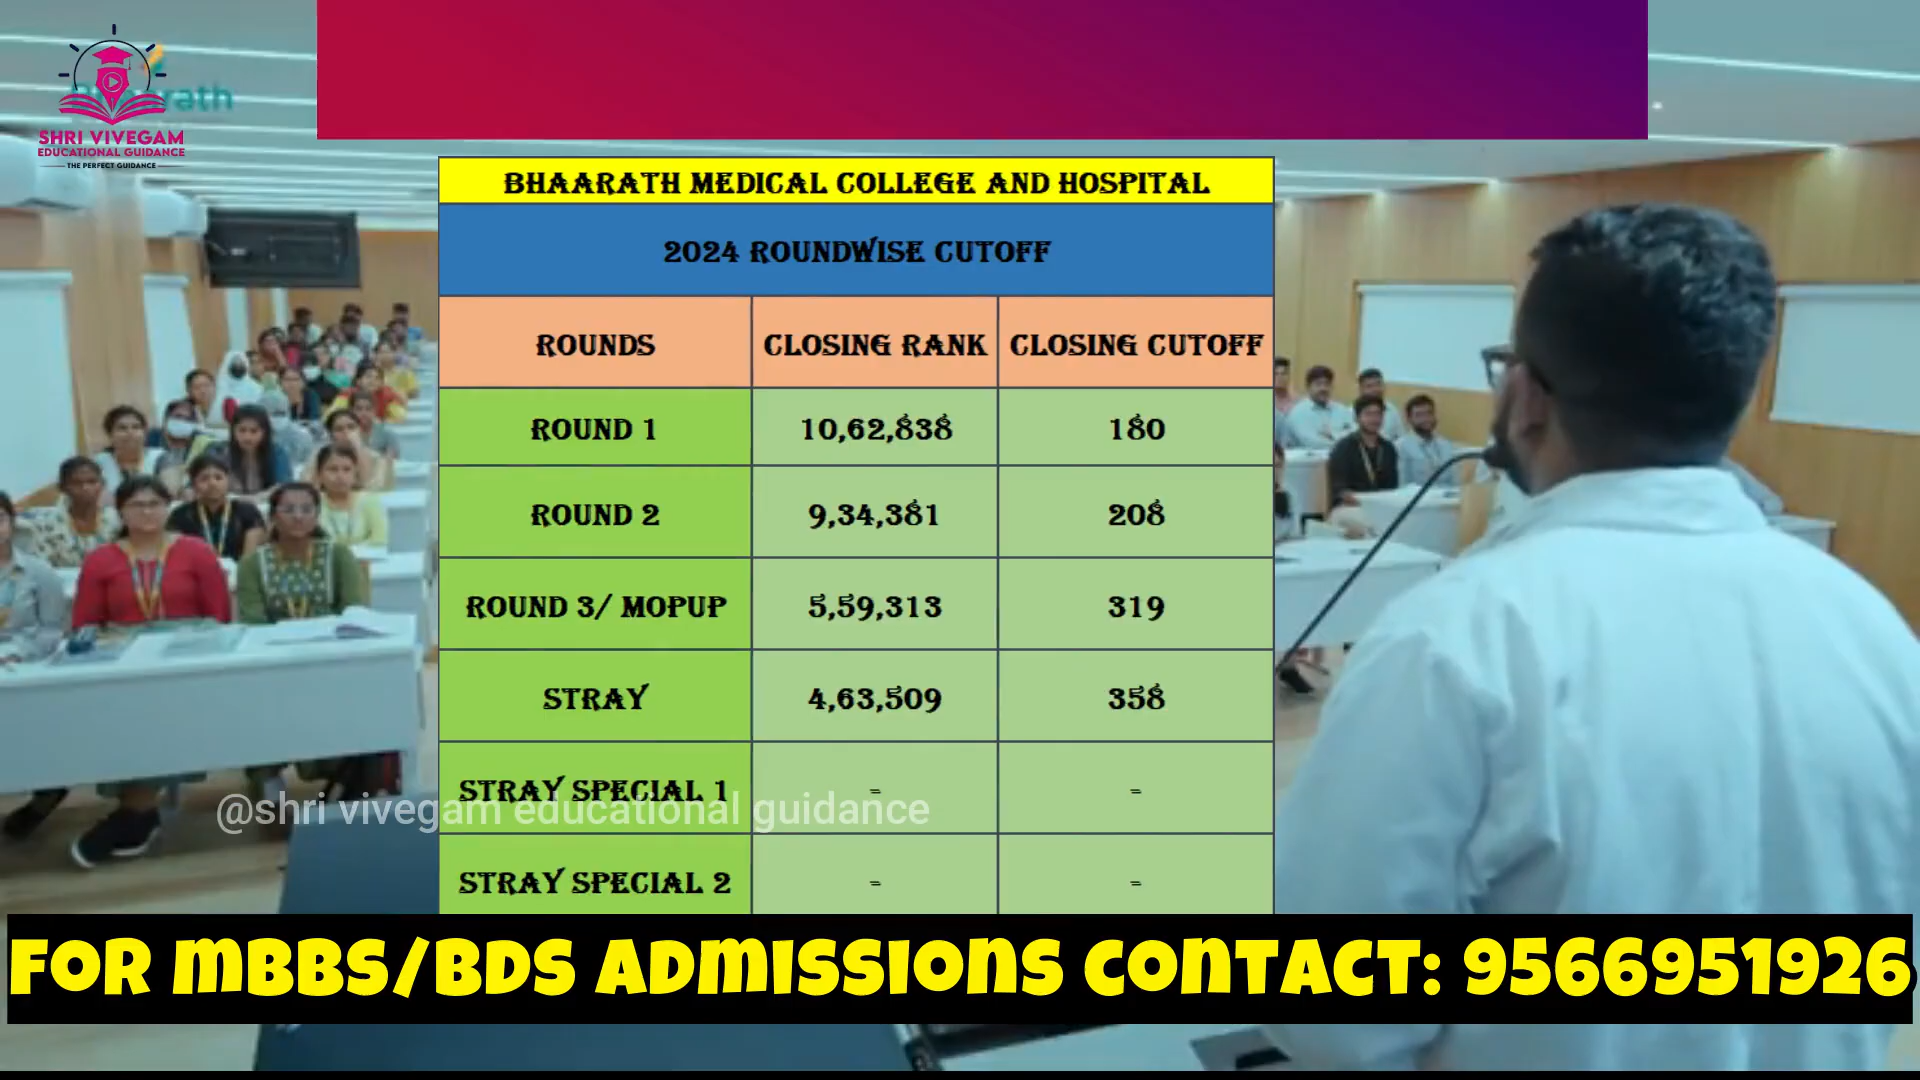 SHRI VIVEGAM
EDUCATIONAL GUIDANCE
THE PERFECT GUIDANCE
BHAARATH MEDICAL COLLEGE AND HOSPITAL
2024 ROUNDWISE CUTOFF
ROUNDS CLOSING RANK CLOSING CUTOFF
ROUND 1 10,62,838 180
ROUND 2 9,34,381 208
ROUND 3/ MOPUP 5,59,313 319
STRAY 4,63,509 358
STRAY SPECIAL 1 - -
@shri vivegam educational guidance
STRAY SPECIAL 2 - -
FOR MBBS/BDS ADMISSIONS CONTACT: 9566951926